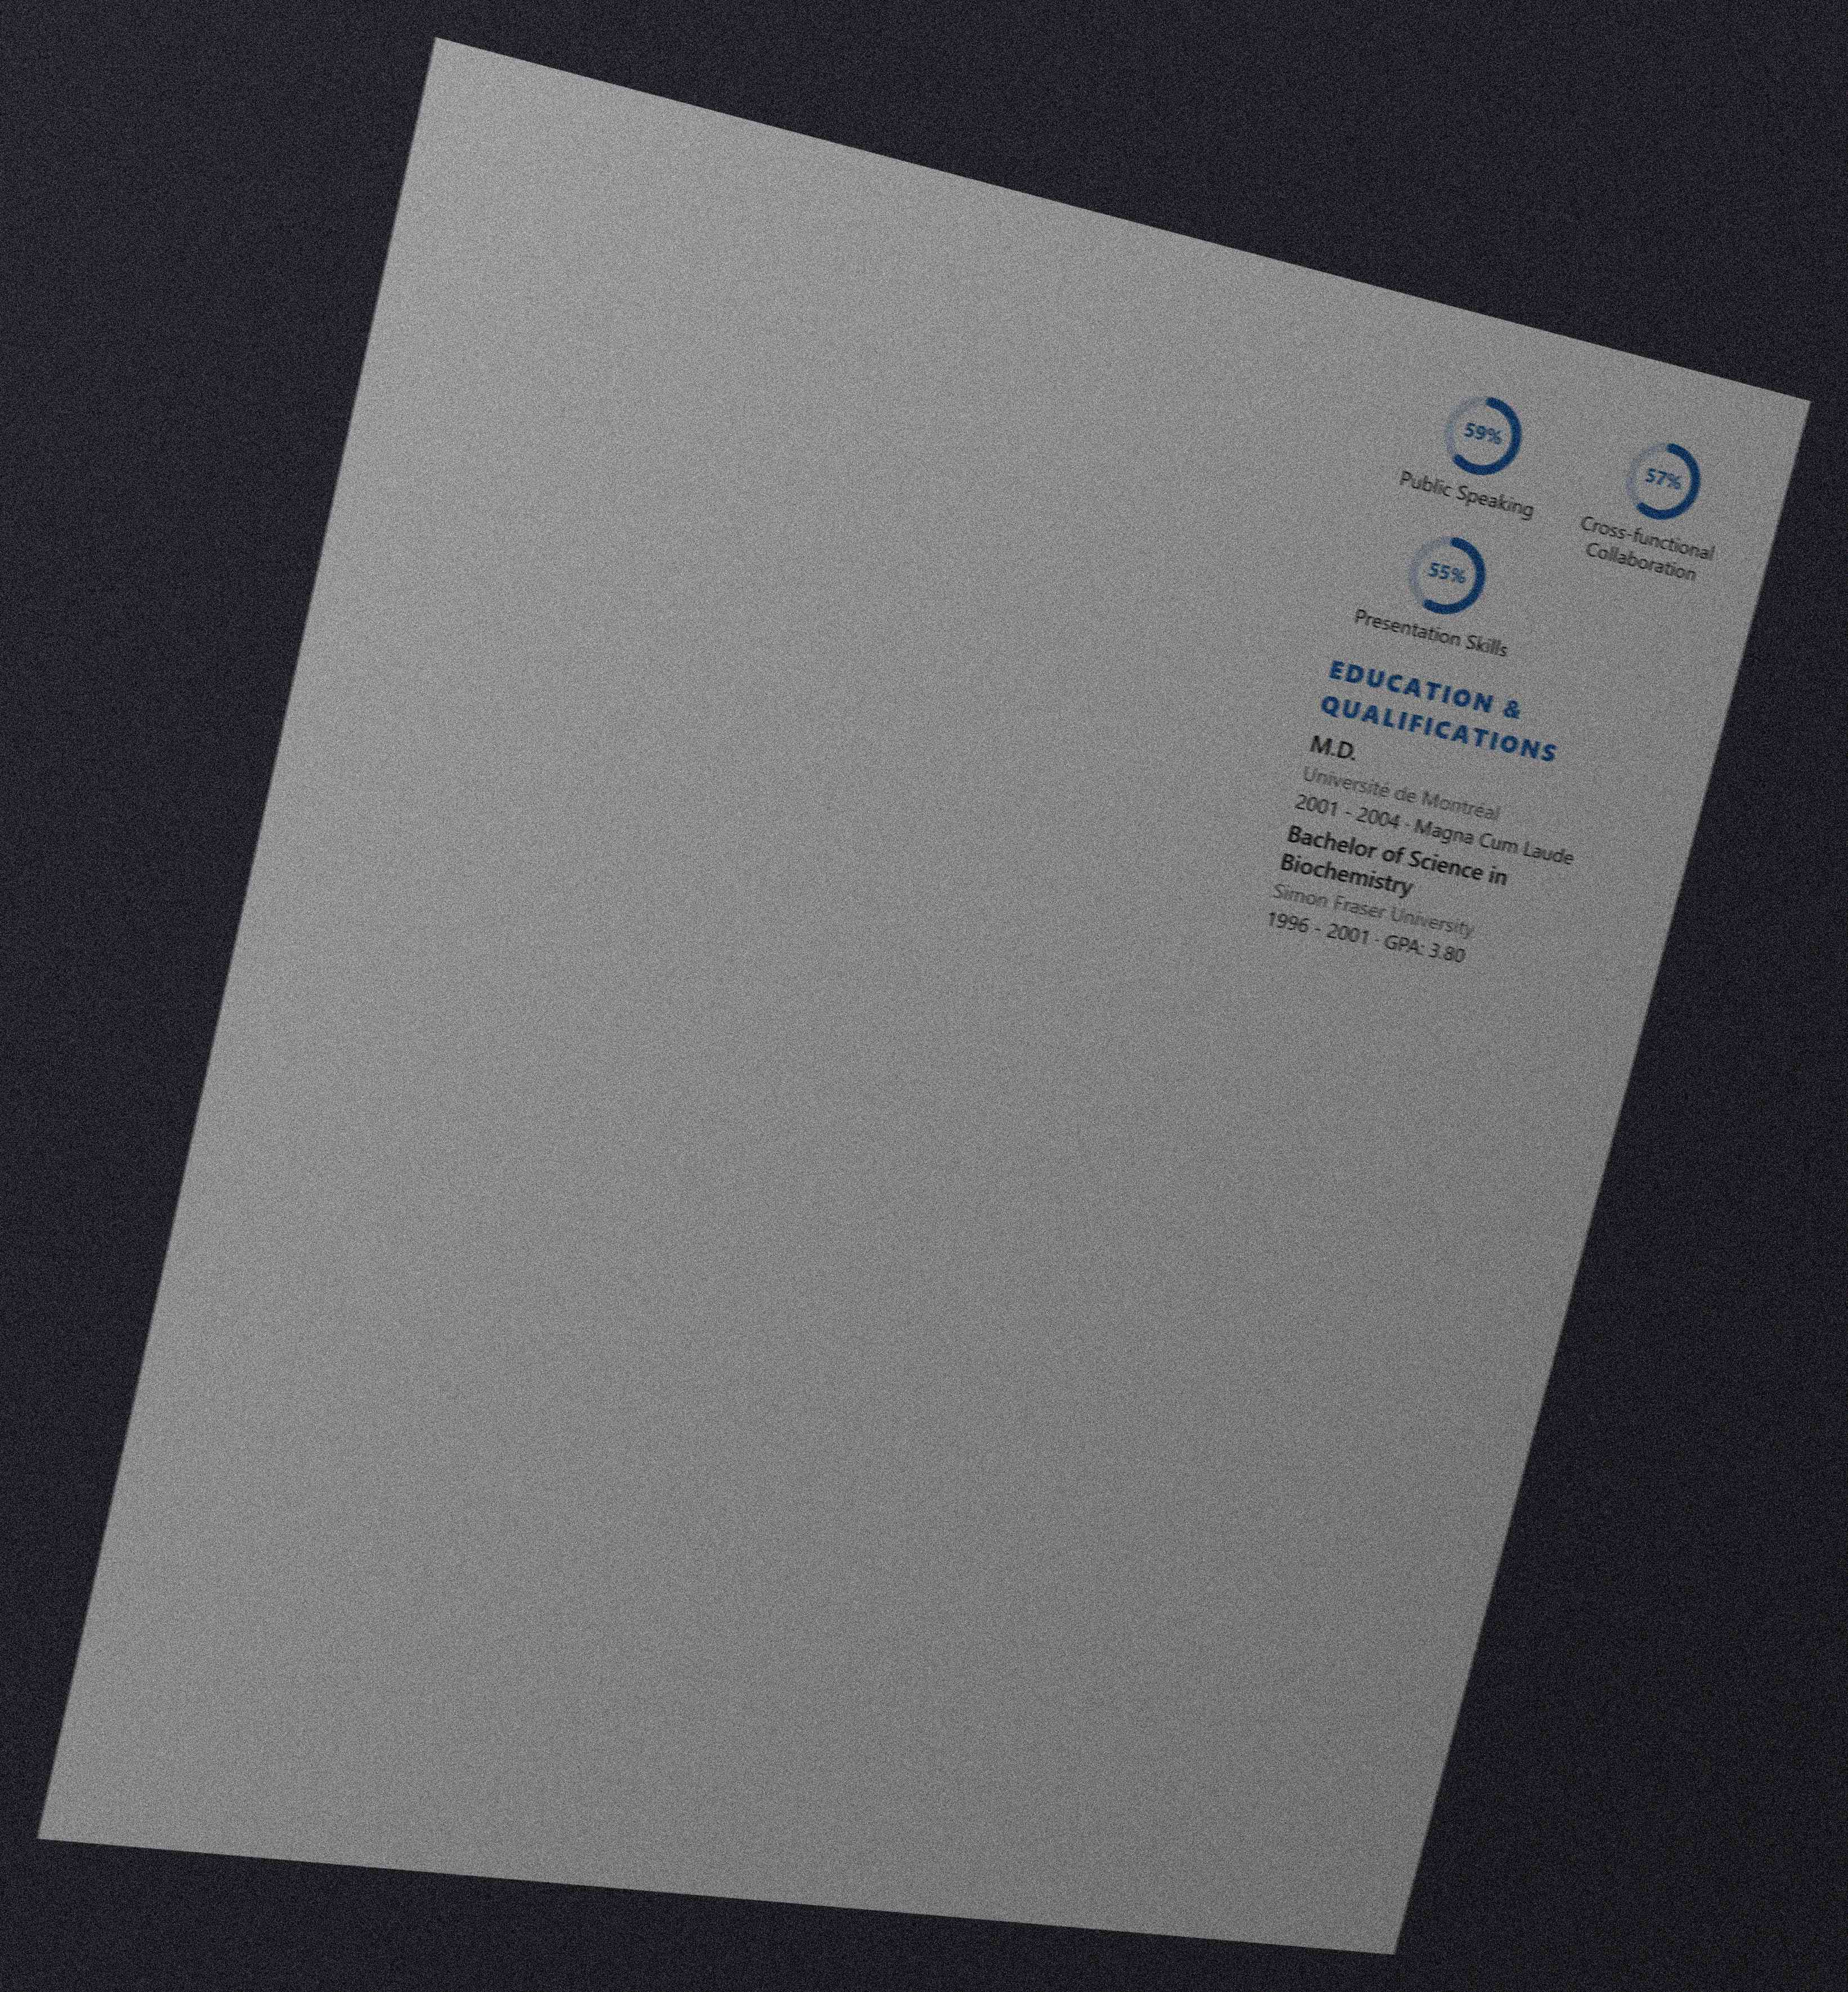 59%
Public Speaking
57%
Cross-functional
Collaboration
55%
Presentation Skills
EDUCATION &
QUALIFICATIONS
M.D.
Université de Montréal
2001 - 2004 · Magna Cum Laude
Bachelor of Science in
Biochemistry
Simon Fraser University
1996 - 2001 · GPA: 3.80